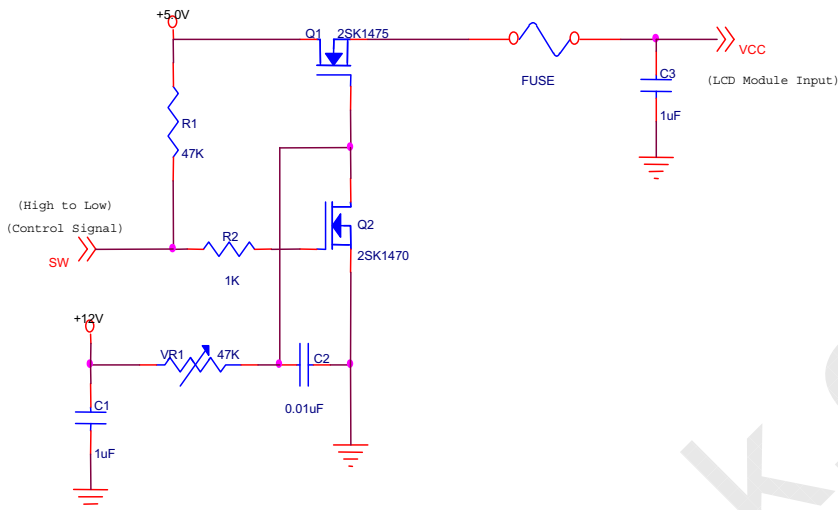 +5.0V
Q1
2SK1475
FUSE
VCC
(LCD Module Input)
C3
1uF
R1
47K
(High to Low)
(Control Signal)
SW
R2
1K
Q2
2SK1470
+12V
VR1
47K
C2
0.01uF
C1
1uF